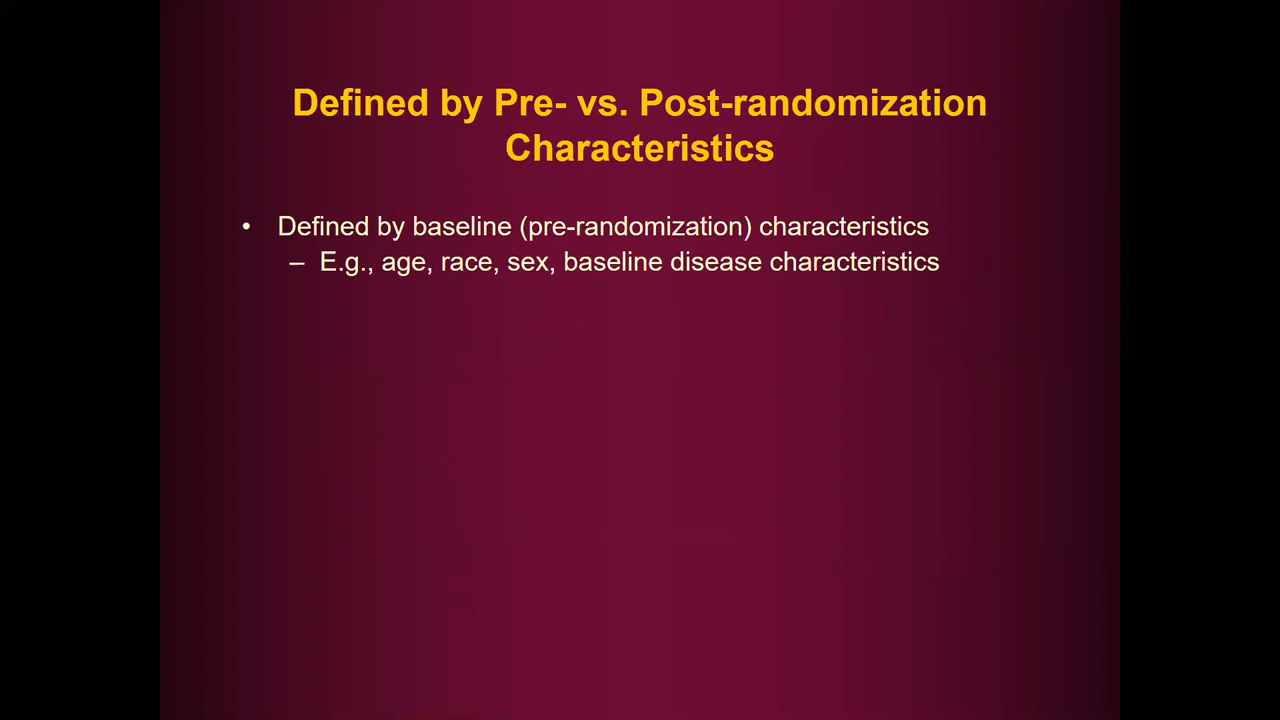 Defined by Pre- vs. Post-randomization
Characteristics
• Defined by baseline (pre-randomization) characteristics
– E.g., age, race, sex, baseline disease characteristics